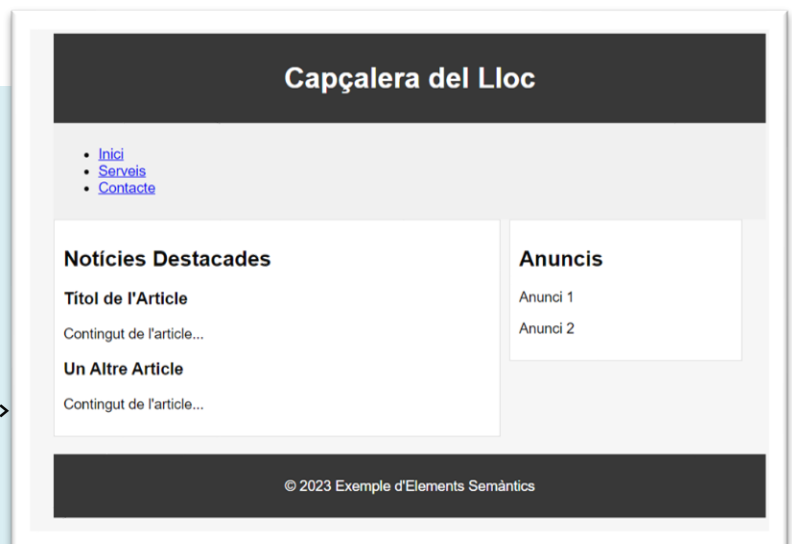 Capçalera del Lloc
Inici
Serveis
Contacte
Notícies Destacades
Títol de l'Article
Contingut de l'article...
Un Altre Article
Contingut de l'article...
Anuncis
Anunci 1
Anunci 2
© 2023 Exemple d'Elements Semàntics